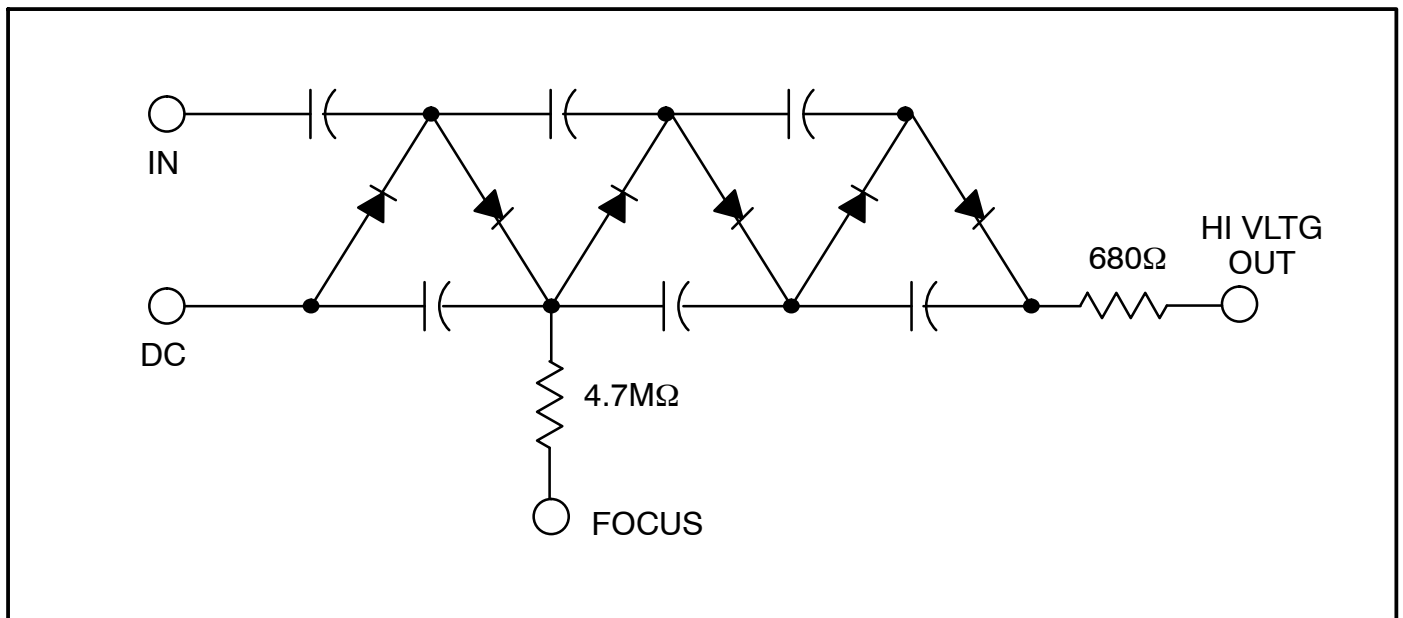 IN
HI VLTG
OUT
680Ω
DC
4.7MΩ
FOCUS